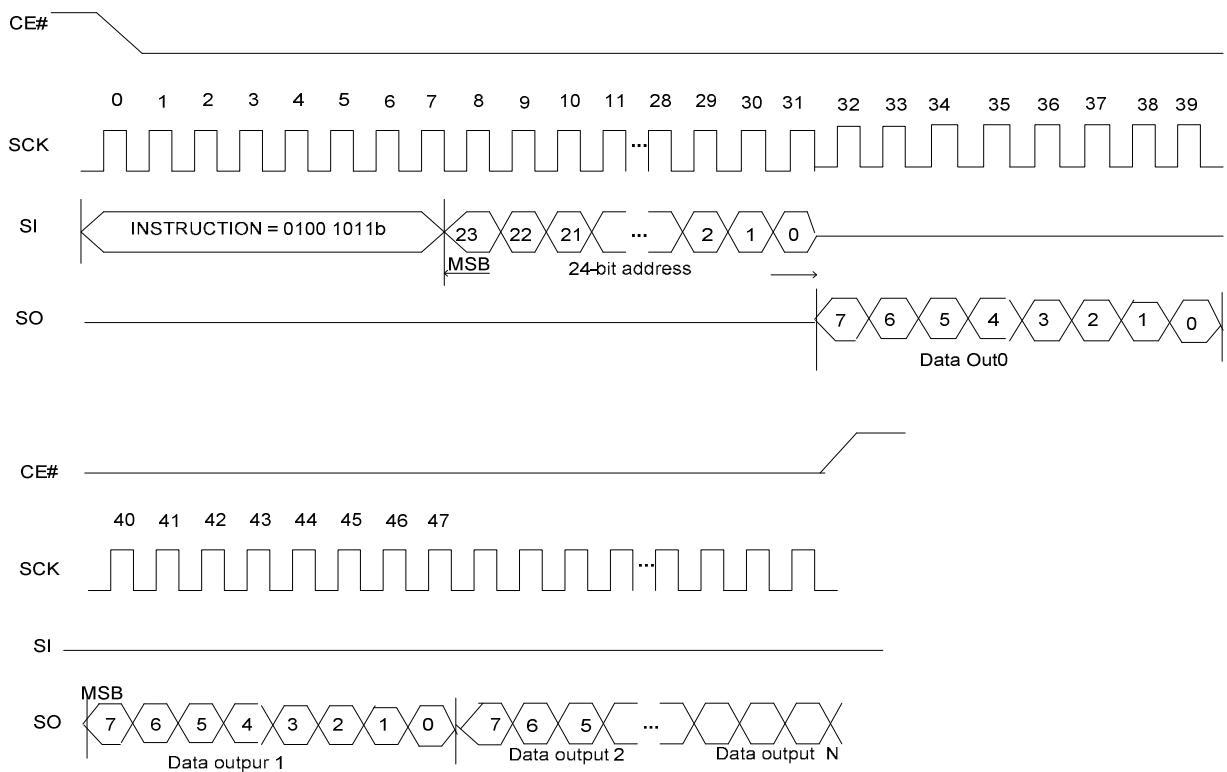 CE#
0 1 2 3 4 5 6 7 8 9 10 11 28 29 30 31 32 33 34 35 36 37 38 39
SCK ...
SI INSTRUCTION = 0100 1011b 23 22 21 ... 2 1 0
MSB 24-bit address
SO 7 6 5 4 3 2 1 0
Data Out0
CE#
40 41 42 43 44 45 46 47
SCK ...
SI
MSB
SO 7 6 5 4 3 2 1 0 7 6 5 ...
Data outpur 1 Data output 2 Data output N